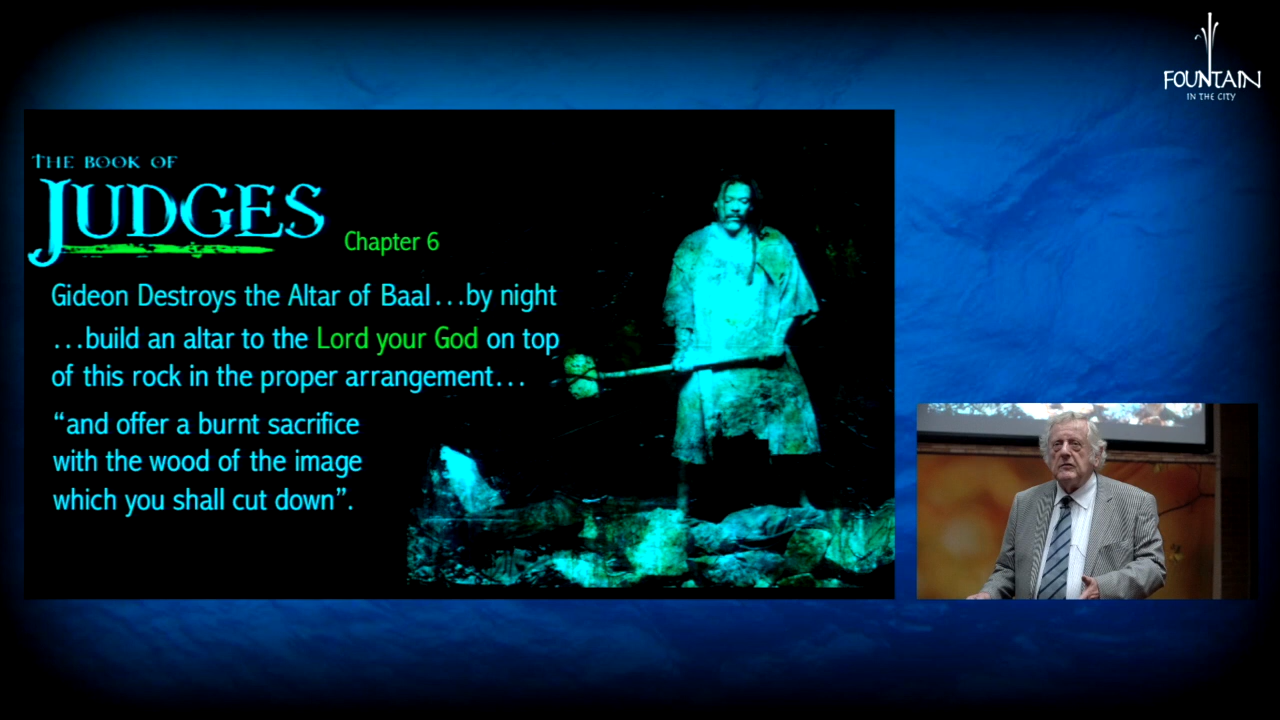 FOUNTAIN
IN THE CITY
THE BOOK OF
JUDGES
Chapter 6
Gideon Destroys the Altar of Baal...by night
...build an altar to the Lord your God on top
of this rock in the proper arrangement...
“and offer a burnt sacrifice
with the wood of the image
which you shall cut down”.